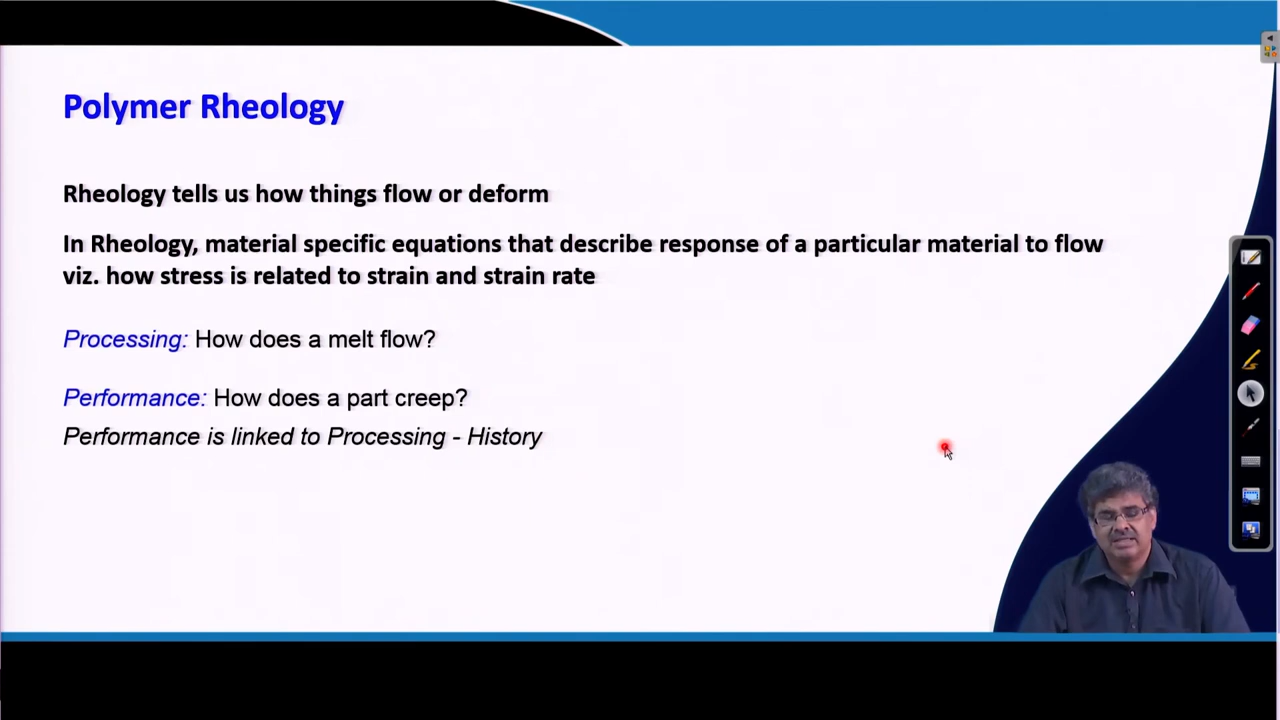 Polymer Rheology
Rheology tells us how things flow or deform
In Rheology, material specific equations that describe response of a particular material to flow
viz. how stress is related to strain and strain rate
Processing: How does a melt flow?
Performance: How does a part creep?
Performance is linked to Processing - History